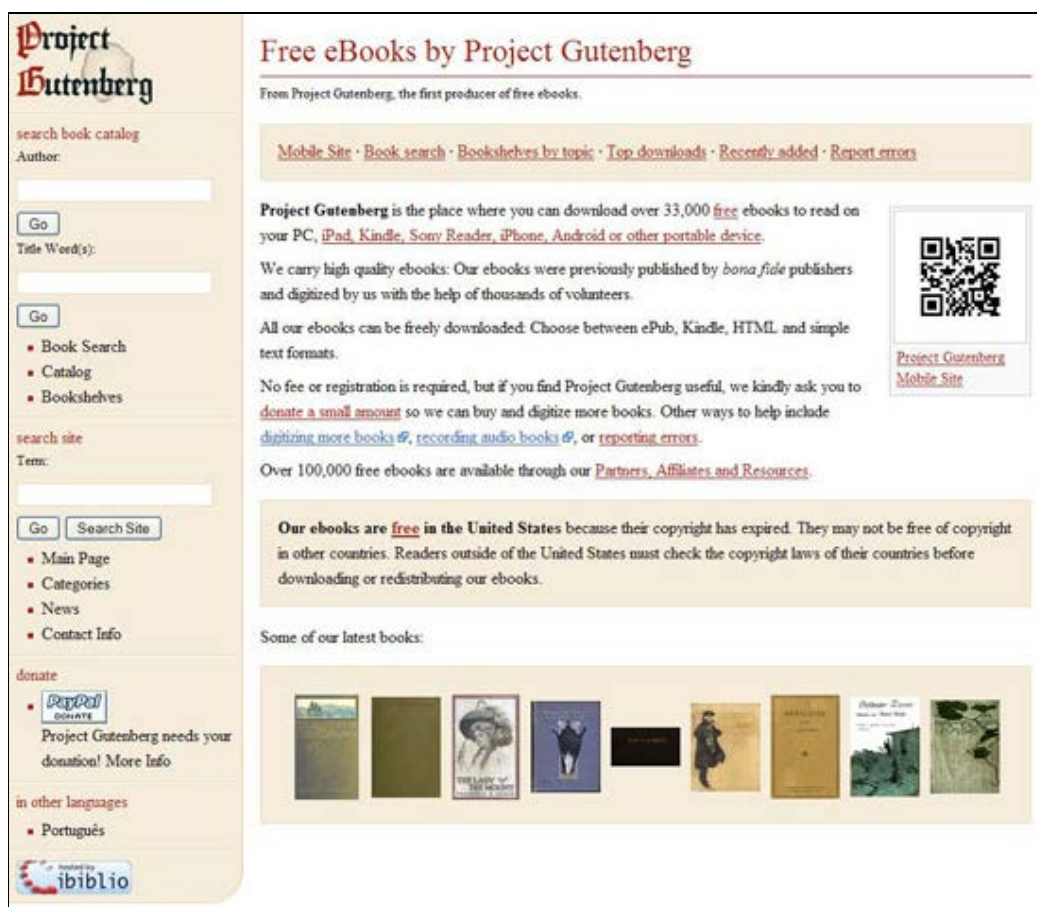 Project
Gutenberg
search book catalog
Author:
Go
Title Word(s):
Go
Book Search
Catalog
Bookshelves
search site
Term:
Go Search Site
Main Page
Categories
News
Contact Info
donate
PayPal
DONATE
Project Gutenberg needs your
donation! More Info
in other languages
Português
hosted by
ibiblio
Free eBooks by Project Gutenberg
From Project Gutenberg, the first producer of free ebooks.
Mobile Site · Book search · Bookshelves by topic · Top downloads · Recently added · Report errors
Project Gutenberg is the place where you can download over 33,000 free ebooks to read on
your PC, iPad, Kindle, Sony Reader, iPhone, Android or other portable device.
We carry high quality ebooks: Our ebooks were previously published by bona fide publishers
and digitized by us with the help of thousands of volunteers.
All our ebooks can be freely downloaded: Choose between ePub, Kindle, HTML and simple
text formats.
No fee or registration is required, but if you find Project Gutenberg useful, we kindly ask you to
donate a small amount so we can buy and digitize more books. Other ways to help include
digitizing more books, recording audio books, or reporting errors.
Over 100,000 free ebooks are available through our Partners, Affiliates and Resources.
Project Gutenberg
Mobile Site
Our ebooks are free in the United States because their copyright has expired. They may not be free of copyright
in other countries. Readers outside of the United States must check the copyright laws of their countries before
downloading or redistributing our ebooks.
Some of our latest books:
THE LADY
THE MOUNT